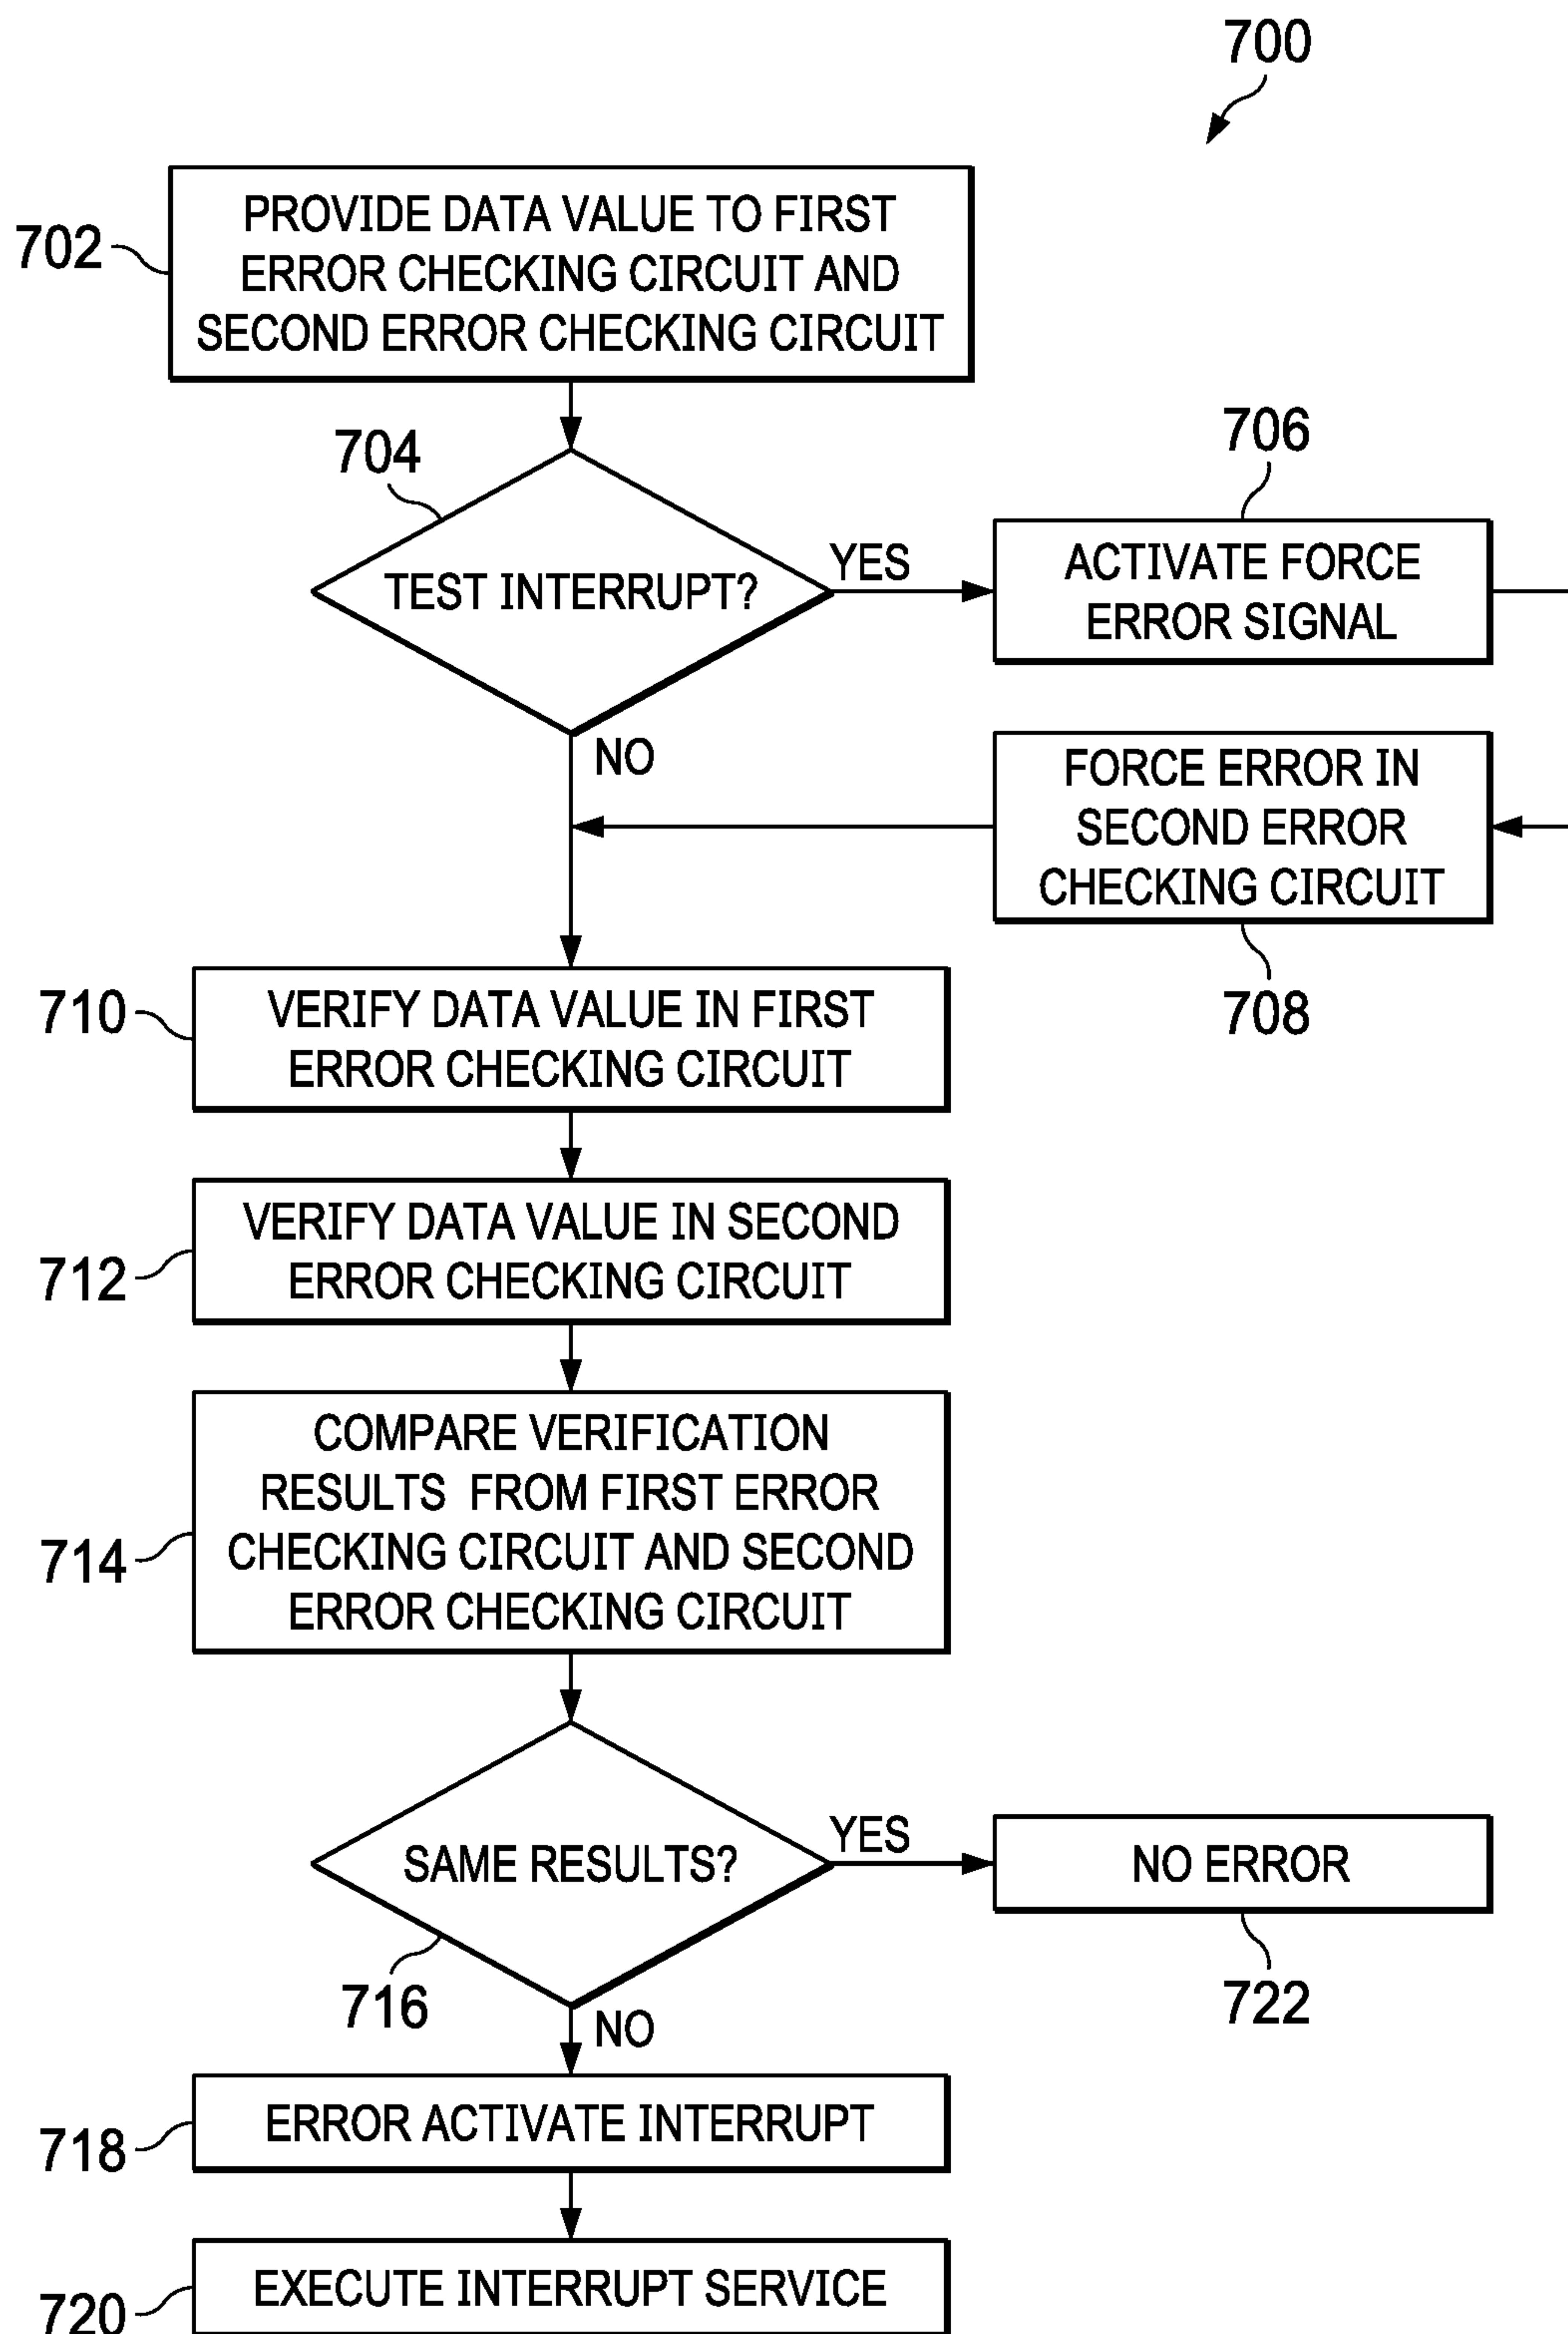 700
702
PROVIDE DATA VALUE TO FIRST
ERROR CHECKING CIRCUIT AND
SECOND ERROR CHECKING CIRCUIT
704
TEST INTERRUPT?
YES
NO
706
ACTIVATE FORCE
ERROR SIGNAL
FORCE ERROR IN
SECOND ERROR
CHECKING CIRCUIT
708
710
VERIFY DATA VALUE IN FIRST
ERROR CHECKING CIRCUIT
712
VERIFY DATA VALUE IN SECOND
ERROR CHECKING CIRCUIT
714
COMPARE VERIFICATION
RESULTS FROM FIRST ERROR
CHECKING CIRCUIT AND SECOND
ERROR CHECKING CIRCUIT
716
SAME RESULTS?
YES
NO
NO ERROR
722
718
ERROR ACTIVATE INTERRUPT
720
EXECUTE INTERRUPT SERVICE